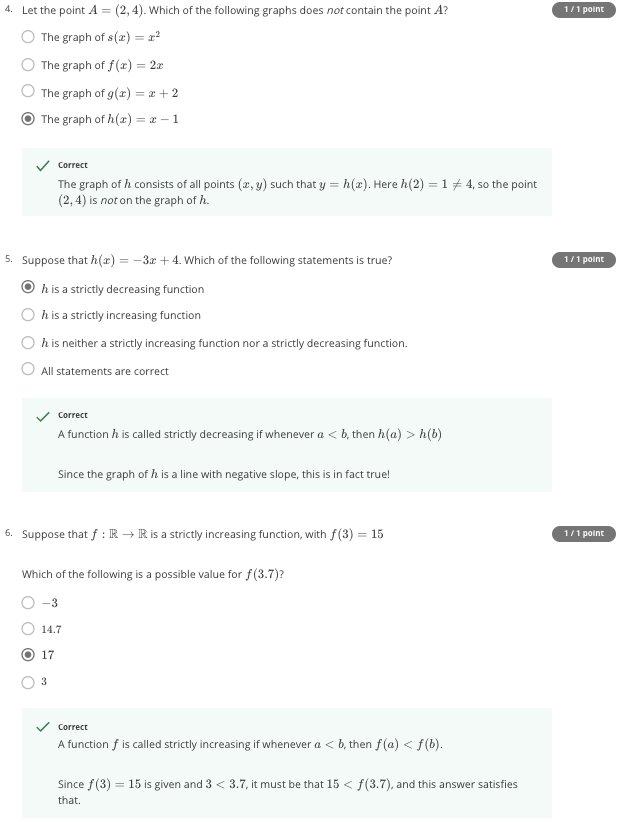 4. Let the point A = (2, 4). Which of the following graphs does not contain the point A?
1 / 1 point
The graph of s(x) = x²
The graph of f(x) = 2x
The graph of g(x) = x + 2
The graph of h(x) = x − 1
Correct
The graph of h consists of all points (x, y) such that y = h(x). Here h(2) = 1 ≠ 4, so the point
(2, 4) is not on the graph of h.
5. Suppose that h(x) = −3x + 4. Which of the following statements is true?
1 / 1 point
h is a strictly decreasing function
h is a strictly increasing function
h is neither a strictly increasing function nor a strictly decreasing function.
All statements are correct
Correct
A function h is called strictly decreasing if whenever a < b, then h(a) > h(b)
Since the graph of h is a line with negative slope, this is in fact true!
6. Suppose that f : ℝ → ℝ is a strictly increasing function, with f(3) = 15
1 / 1 point
Which of the following is a possible value for f(3.7)?
−3
14.7
17
3
Correct
A function f is called strictly increasing if whenever a < b, then f(a) < f(b).
Since f(3) = 15 is given and 3 < 3.7, it must be that 15 < f(3.7), and this answer satisfies
that.